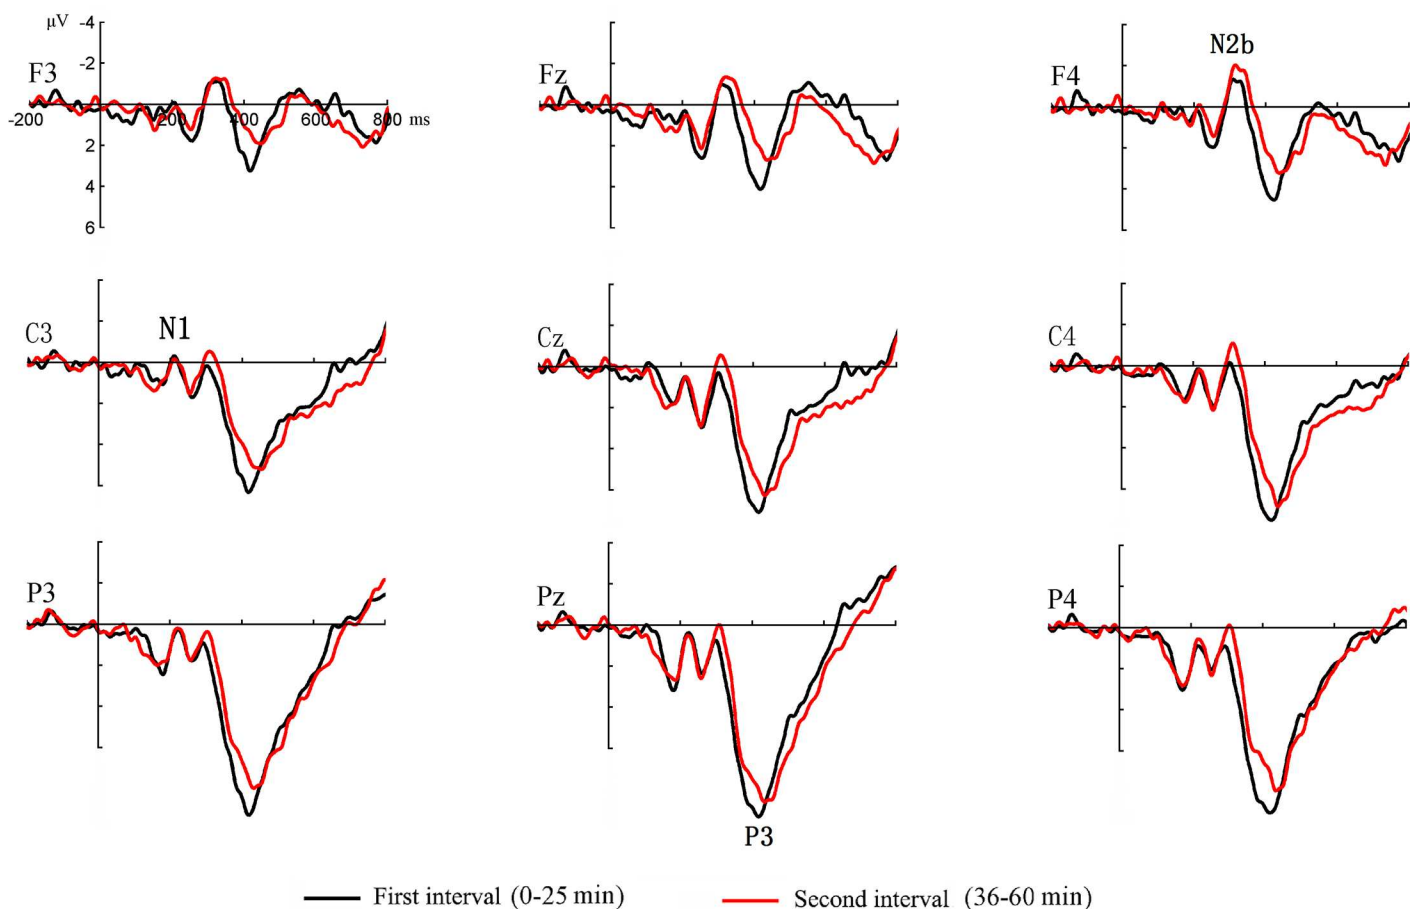 μV -4
-2
2
4
6
-200 200 400 600 800 ms
F3
Fz
F4
N2b
C3
N1
Cz
C4
P3
Pz
P4
P3
First interval (0-25 min)
Second interval (36-60 min)